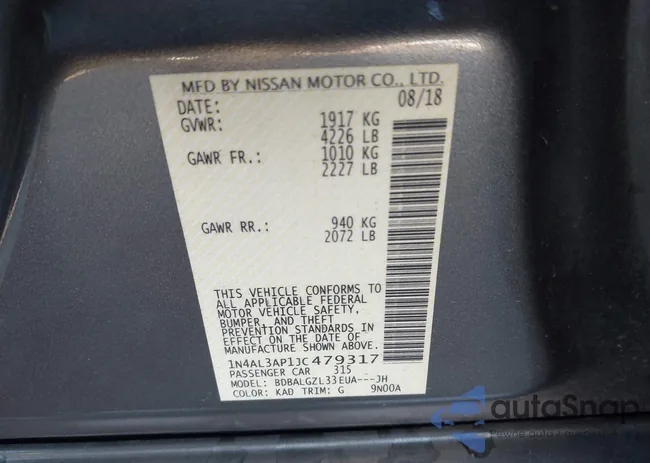 MFD BY NISSAN MOTOR CO., LTD.
DATE: 08/18
GVWR: 1917 KG
4226 LB
GAWR FR.: 1010 KG
2227 LB
GAWR RR.: 940 KG
2072 LB
THIS VEHICLE CONFORMS TO
ALL APPLICABLE FEDERAL
MOTOR VEHICLE SAFETY,
BUMPER, AND THEFT
PREVENTION STANDARDS IN
EFFECT ON THE DATE OF
MANUFACTURE SHOWN ABOVE.
1N4AL3AP1JC479317
PASSENGER CAR 315
MODEL: BDBALGZL33EUA---JH
COLOR: KAD TRIM: G 9N00A
autoSnap
Pewne auto z